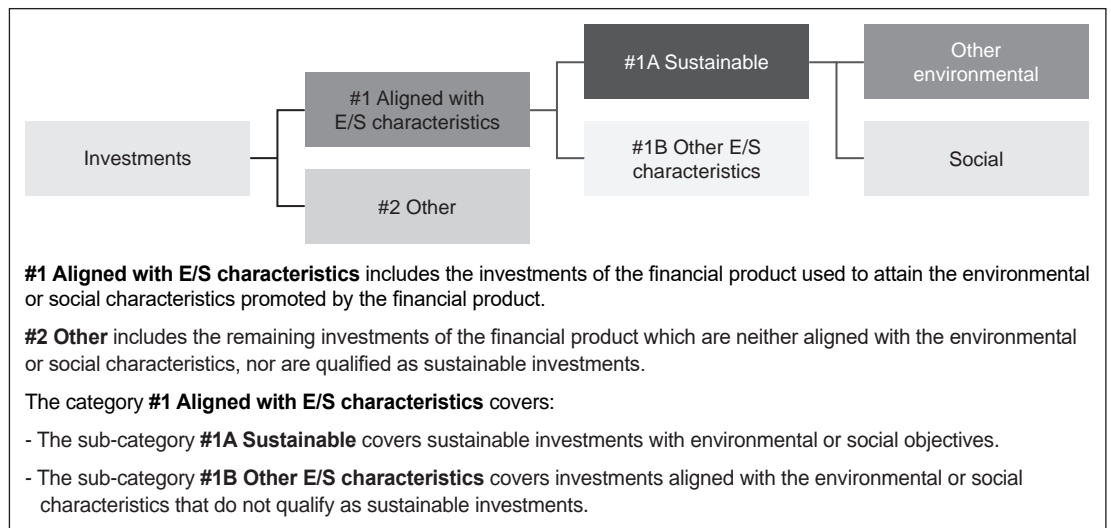 Investments
#1 Aligned with
E/S characteristics
#2 Other
#1A Sustainable
#1B Other E/S
characteristics
Other
environmental
Social
#1 Aligned with E/S characteristics includes the investments of the financial product used to attain the environmental
or social characteristics promoted by the financial product.
#2 Other includes the remaining investments of the financial product which are neither aligned with the environmental
or social characteristics, nor are qualified as sustainable investments.
The category #1 Aligned with E/S characteristics covers:
- The sub-category #1A Sustainable covers sustainable investments with environmental or social objectives.
- The sub-category #1B Other E/S characteristics covers investments aligned with the environmental or social
characteristics that do not qualify as sustainable investments.